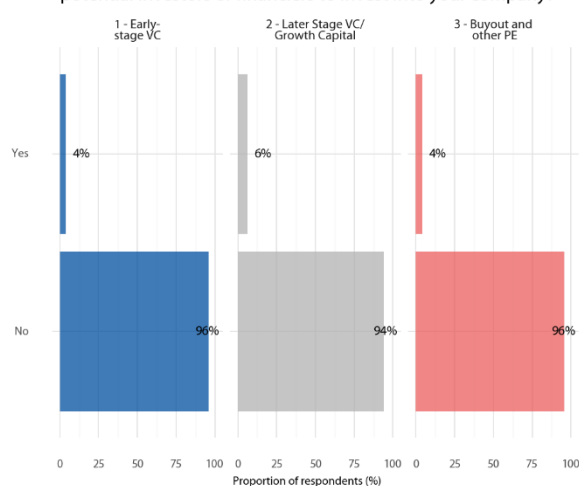 1 - Early-
stage VC
2 - Later Stage VC/
Growth Capital
3 - Buyout and
other PE
Yes
4%
6%
4%
No
96%
94%
96%
0 25 50 75 100
0 25 50 75 100
0 25 50 75 100
Proportion of respondents (%)